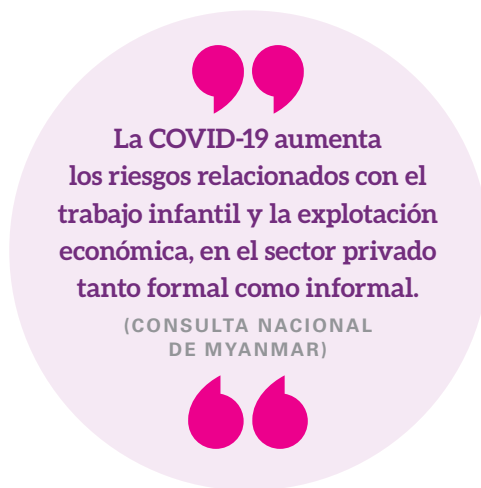 La COVID-19 aumenta
los riesgos relacionados con el
trabajo infantil y la explotación
económica, en el sector privado
tanto formal como informal.
(CONSULTA NACIONAL
DE MYANMAR)